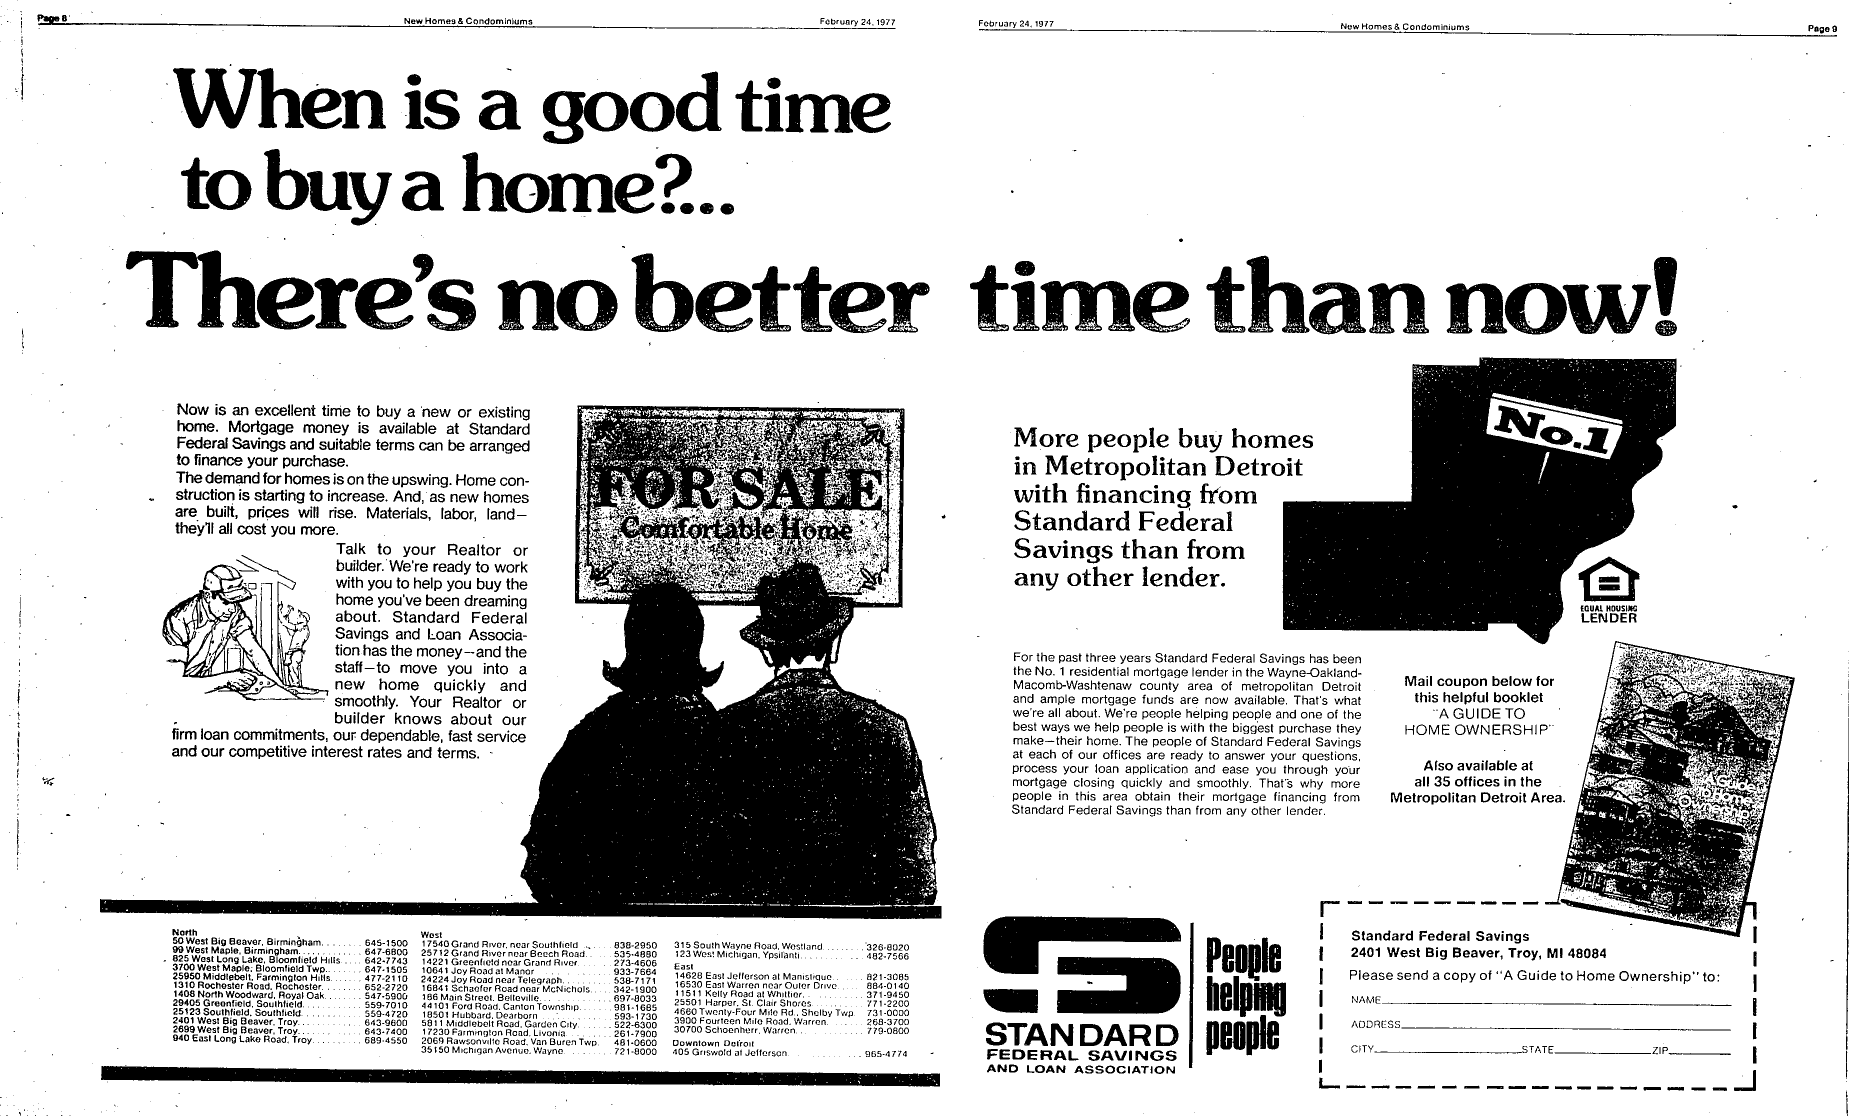 Page 8
New Homes & Condominiums
February 24, 1977
February 24, 1977
New Homes & Condominiums
Page 9
When is a good time
to buy a home?...
There's no better time than now!
Now is an excellent time to buy a new or existing
home. Mortgage money is available at Standard
Federal Savings and suitable terms can be arranged
to finance your purchase.
The demand for homes is on the upswing. Home con-
struction is starting to increase. And, as new homes
are built, prices will rise. Materials, labor, land—
they'll all cost you more.
Talk to your Realtor or
builder. We're ready to work
with you to help you buy the
home you've been dreaming
about. Standard Federal
Savings and Loan Associa-
tion has the money—and the
staff—to move you into a
new home quickly and
smoothly. Your Realtor or
builder knows about our
firm loan commitments, our dependable, fast service
and our competitive interest rates and terms.
FOR SALE
Comfortable Home
North
50 West Big Beaver, Birmingham........ 645-1500
99 West Maple, Birmingham............ 647-6800
825 West Long Lake, Bloomfield Hills.... 642-7743
3700 West Maple, Bloomfield Twp....... 647-1505
25950 Middlebelt, Farmington Hills...... 477-2110
1310 Rochester Road, Rochester........ 652-2720
1406 North Woodward, Royal Oak....... 547-5900
29405 Greenfield, Southfield........... 559-7010
25123 Southfield, Southfield........... 559-4720
2401 West Big Beaver, Troy............ 643-9600
2699 West Big Beaver, Troy............ 643-7400
940 East Long Lake Road, Troy......... 689-4550
West
17540 Grand River, near Southfield ..... 838-2950
25712 Grand River near Beech Road.... 535-4880
14221 Greenfield near Grand River..... 273-4606
10641 Joy Road at Manor ............ 933-7664
24224 Joy Road near Telegraph........ 538-7171
16841 Schaefer Road near McNichols... 342-1900
186 Main Street, Belleville............. 697-8033
44101 Ford Road, Canton Township..... 981-1685
18501 Hubbard, Dearborn............. 593-1730
5811 Middlebelt Road, Garden City..... 522-6300
17230 Farmington Road, Livonia........ 261-7900
2069 Rawsonville Road, Van Buren Twp. 481-0600
35150 Michigan Avenue, Wayne ........ 721-8000
315 South Wayne Road, Westland ....... 326-8020
123 West Michigan, Ypsilanti........... 482-7566
East
14628 East Jefferson at Manistique...... 821-3085
16530 East Warren near Outer Drive..... 884-0140
11511 Kelly Road at Whittier........... 371-9450
25501 Harper, St. Clair Shores.......... 771-2200
4660 Twenty-Four Mile Rd., Shelby Twp. 731-0000
3900 Fourteen Mile Road, Warren....... 268-3700
30700 Schoenherr, Warren............ 779-0800
Downtown Detroit
405 Griswold at Jefferson............. 965-4774
More people buy homes
in Metropolitan Detroit
with financing from
Standard Federal
Savings than from
any other lender.
No.1
EQUAL HOUSING
LENDER
For the past three years Standard Federal Savings has been
the No. 1 residential mortgage lender in the Wayne-Oakland-
Macomb-Washtenaw county area of metropolitan Detroit
and ample mortgage funds are now available. That's what
we're all about. We're people helping people and one of the
best ways we help people is with the biggest purchase they
make—their home. The people of Standard Federal Savings
at each of our offices are ready to answer your questions,
process your loan application and ease you through your
mortgage closing quickly and smoothly. That's why more
people in this area obtain their mortgage financing from
Standard Federal Savings than from any other lender.
Mail coupon below for
this helpful booklet
"A GUIDE TO
HOME OWNERSHIP"
Also available at
all 35 offices in the
Metropolitan Detroit Area.
STANDARD
FEDERAL SAVINGS
AND LOAN ASSOCIATION
People
helping
people
Standard Federal Savings
2401 West Big Beaver, Troy, MI 48084
Please send a copy of "A Guide to Home Ownership" to:
NAME
ADDRESS
CITY STATE ZIP